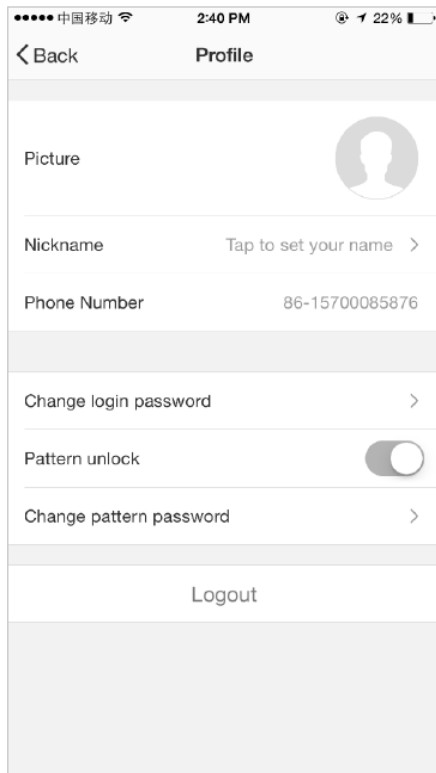 中国移动 2:40 PM 22%
Back Profile
Picture
Nickname Tap to set your name
Phone Number 86-15700085876
Change login password
Pattern unlock
Change pattern password
Logout